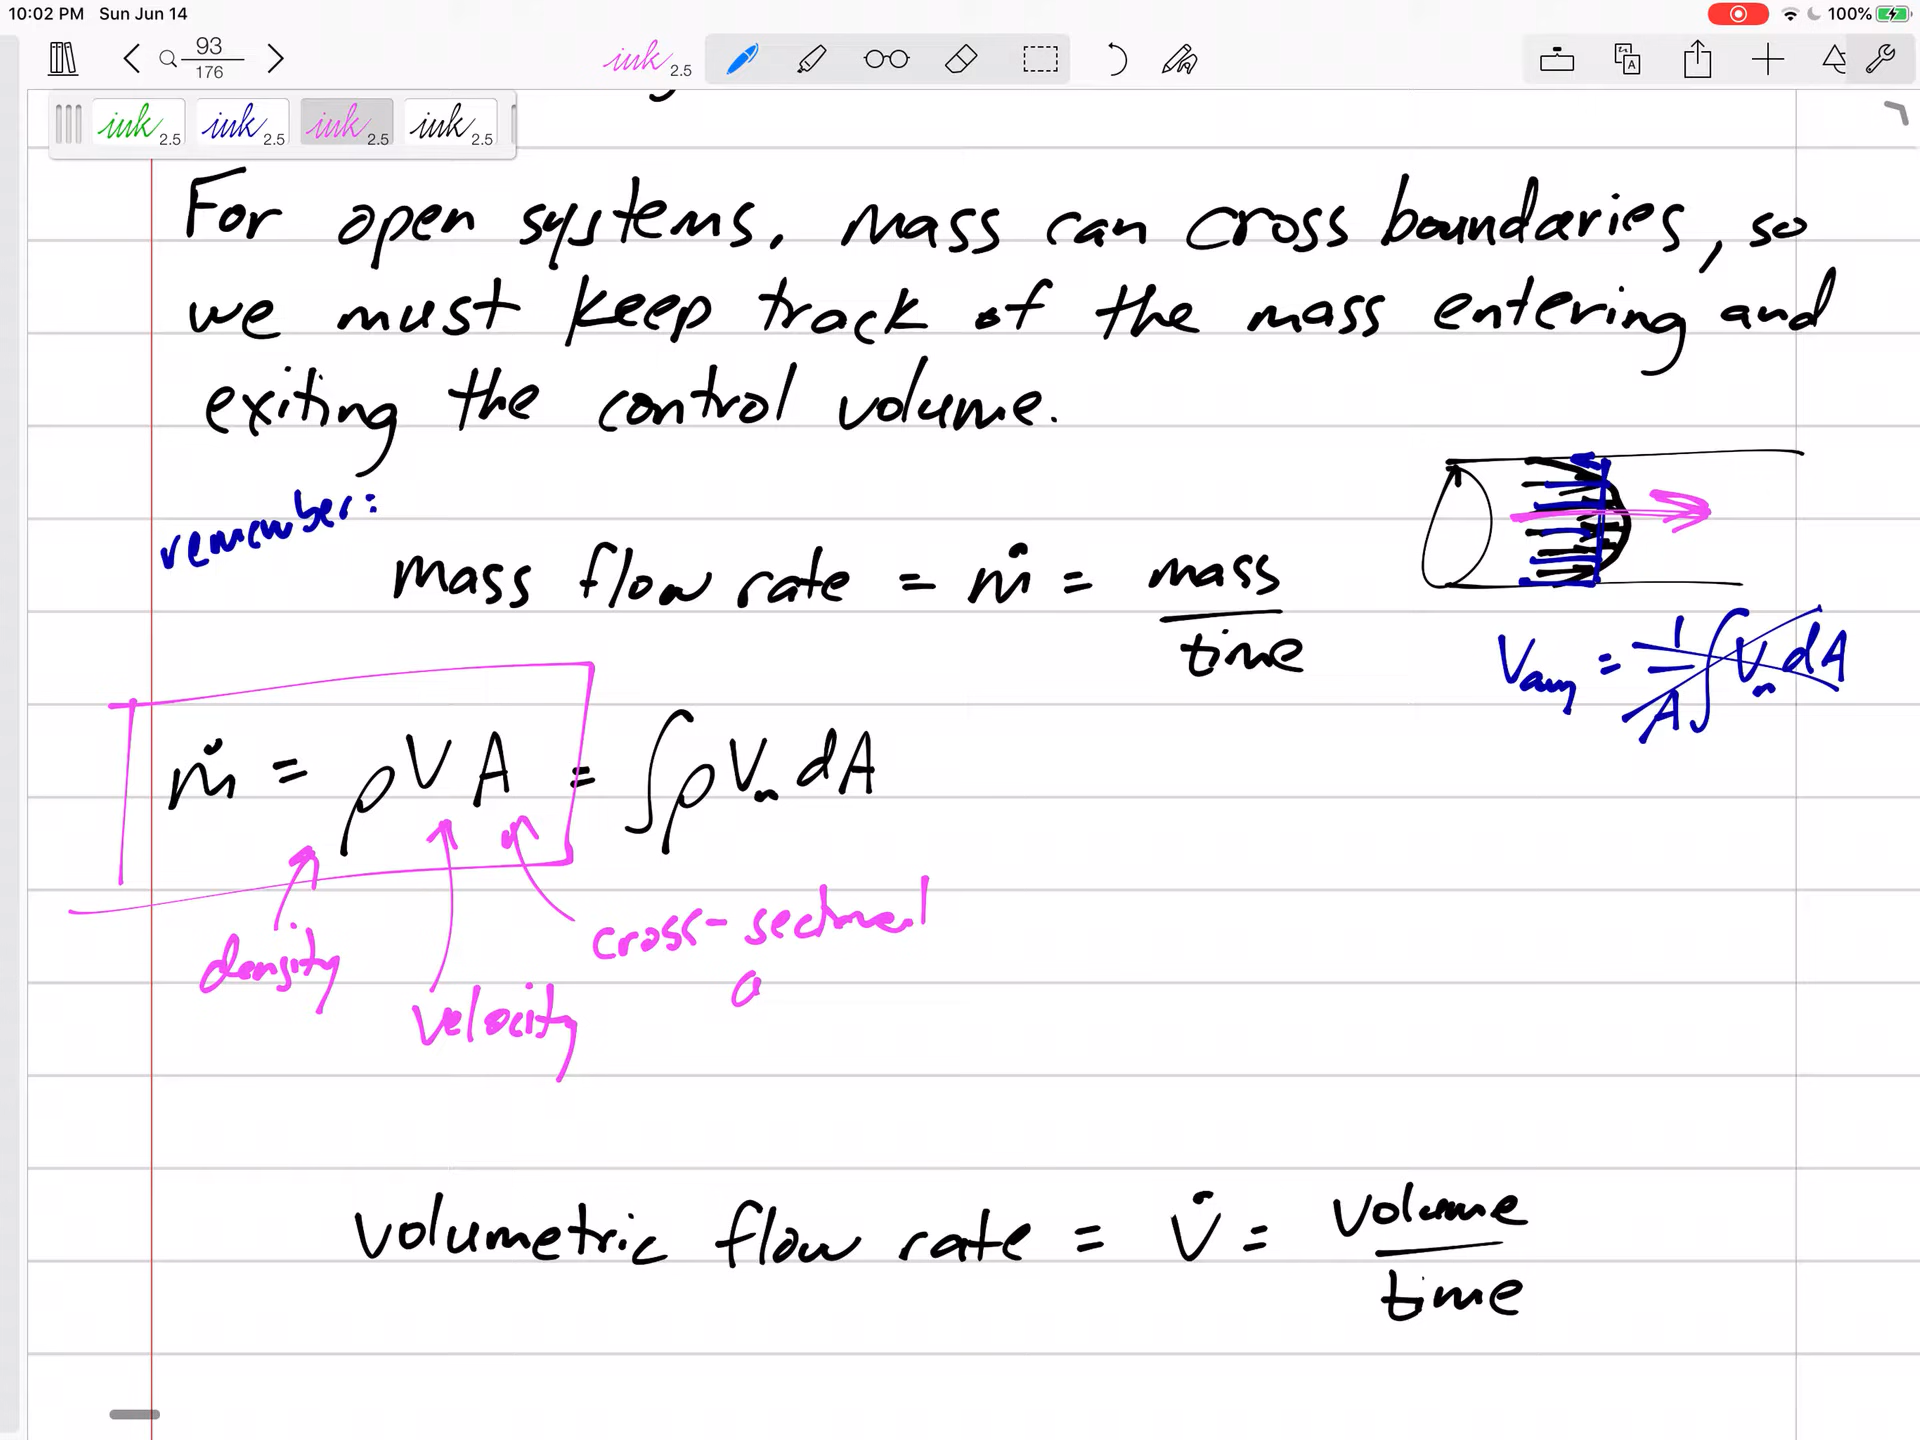 10:02 PM Sun Jun 14
100%
93
176
ink 2.5
ink 2.5 ink 2.5 ink 2.5 ink 2.5
For open systems, mass can cross boundaries, so
we must keep track of the mass entering and
exiting the control volume.
remember:
mass flow rate = ṁ = mass
time
Vavg = 1/A ∫ Vn dA
ṁ = ρ V A = ∫ρ Vn dA
density
velocity
cross-sectional
a
volumetric flow rate = V̇ = volume
time